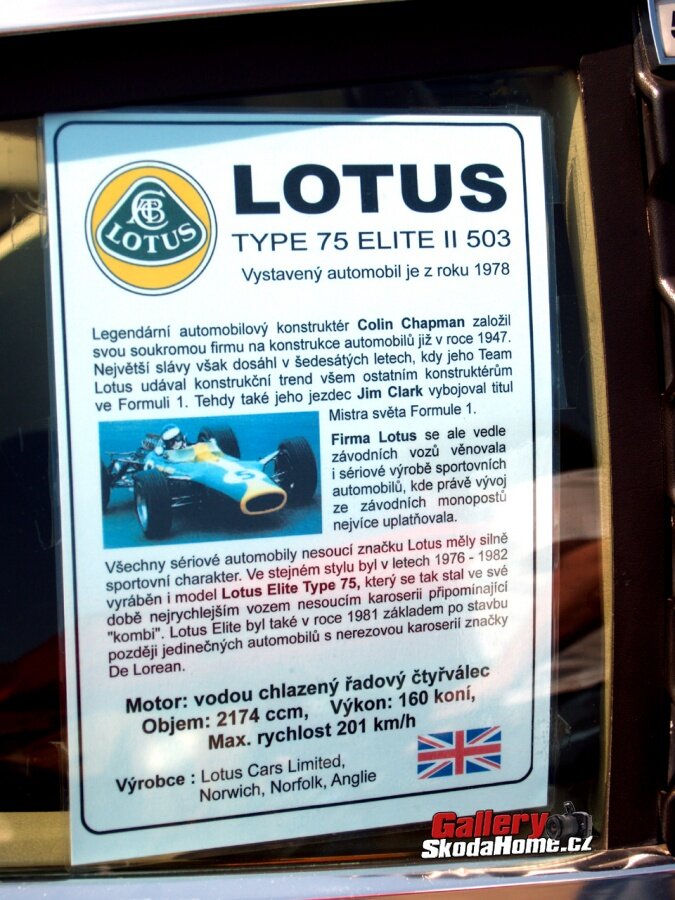 LOTUS
TYPE 75 ELITE II 503
Vystavený automobil je z roku 1978
ACBC
LOTUS
Legendární automobilový konstruktér Colin Chapman založil
svou soukromou firmu na konstrukce automobilů již v roce 1947.
Největší slávy však dosáhl v šedesátých letech, kdy jeho Team
Lotus udával konstrukční trend všem ostatním konstruktérům
ve Formuli 1. Tehdy také jeho jezdec Jim Clark vybojoval titul
Mistra světa Formule 1.
Firma Lotus se ale vedle
závodních vozů věnovala
i sériové výrobě sportovních
automobilů, kde právě vývoj
ze závodních monopostů
nejvíce uplatňovala.
5
Všechny sériové automobily nesoucí značku Lotus měly silně
sportovní charakter. Ve stejném stylu byl v letech 1976 - 1982
vyráběn i model Lotus Elite Type 75, který se tak stal ve své
době nejrychlejším vozem nesoucím karoserii připomínající
"kombi". Lotus Elite byl také v roce 1981 základem po stavbu
později jedinečných automobilů s nerezovou karoserii značky
De Lorean.
Motor: vodou chlazený řadový čtyřválec
Objem: 2174 ccm, Výkon: 160 koní,
Max. rychlost 201 km/h
Výrobce : Lotus Cars Limited,
Norwich, Norfolk, Anglie
Gallery
SkodaHome.cz